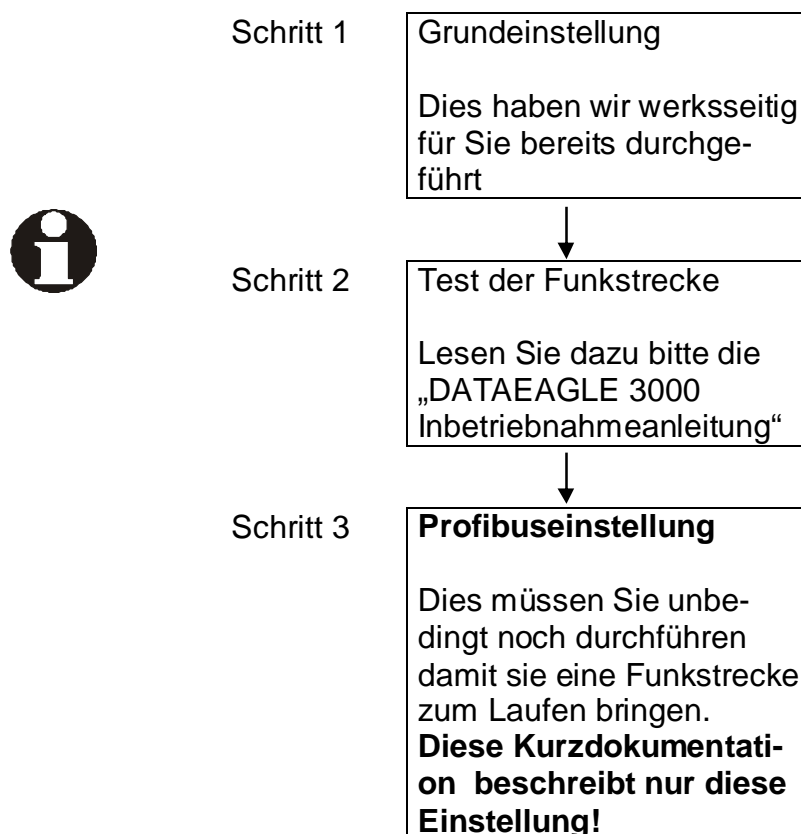 Schritt 1
Grundeinstellung
Dies haben wir werksseitig
für Sie bereits durchge-
führt
Schritt 2
Test der Funkstrecke
Lesen Sie dazu bitte die
„DATAEAGLE 3000
Inbetriebnahmeanleitung“
Schritt 3
Profibuseinstellung
Dies müssen Sie unbe-
dingt noch durchführen
damit sie eine Funkstrecke
zum Laufen bringen.
Diese Kurzdokumentati-
on beschreibt nur diese
Einstellung!